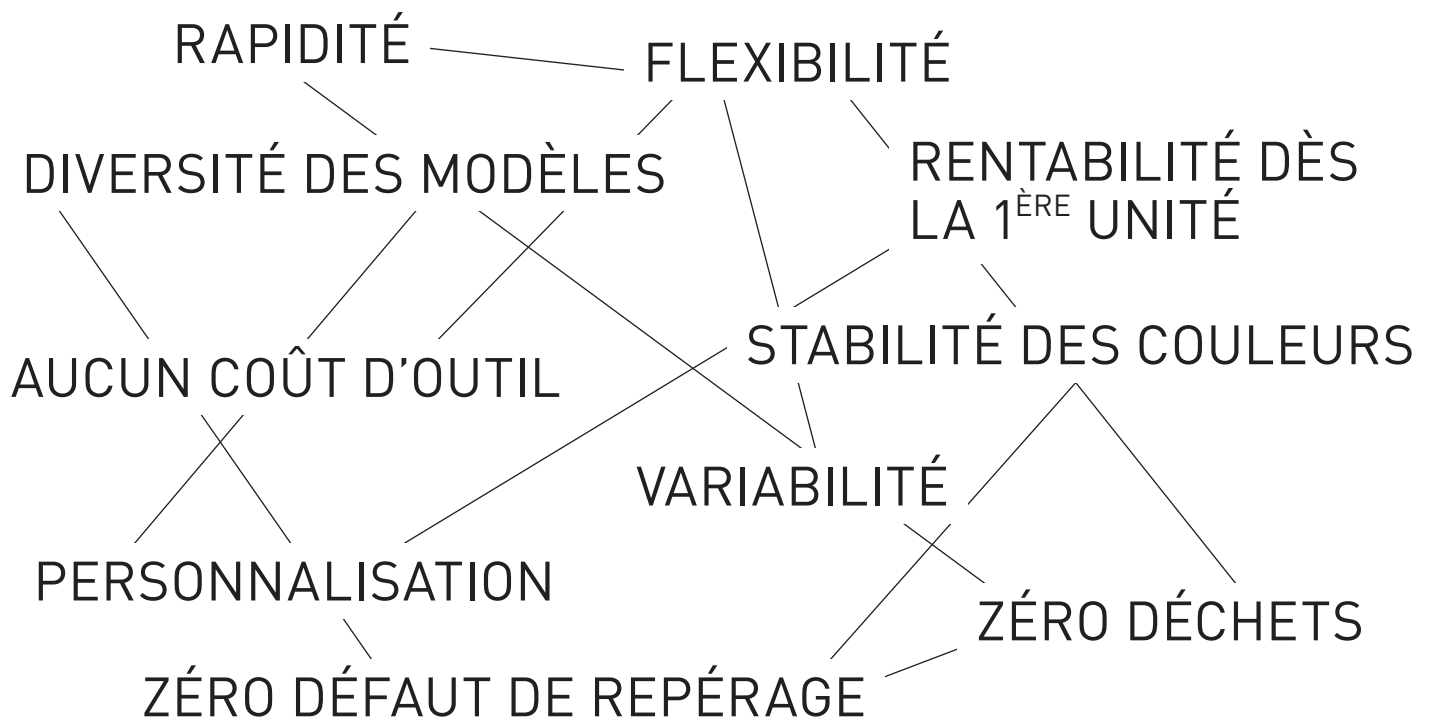 RAPIDITÉ
FLEXIBILITÉ
DIVERSITÉ DES MODÈLES
RENTABILITÉ DÈS
LA 1ÈRE UNITÉ
STABILITÉ DES COULEURS
AUCUN COÛT D’OUTIL
VARIABILITÉ
PERSONNALISATION
ZÉRO DÉCHETS
ZÉRO DÉFAUT DE REPÉRAGE